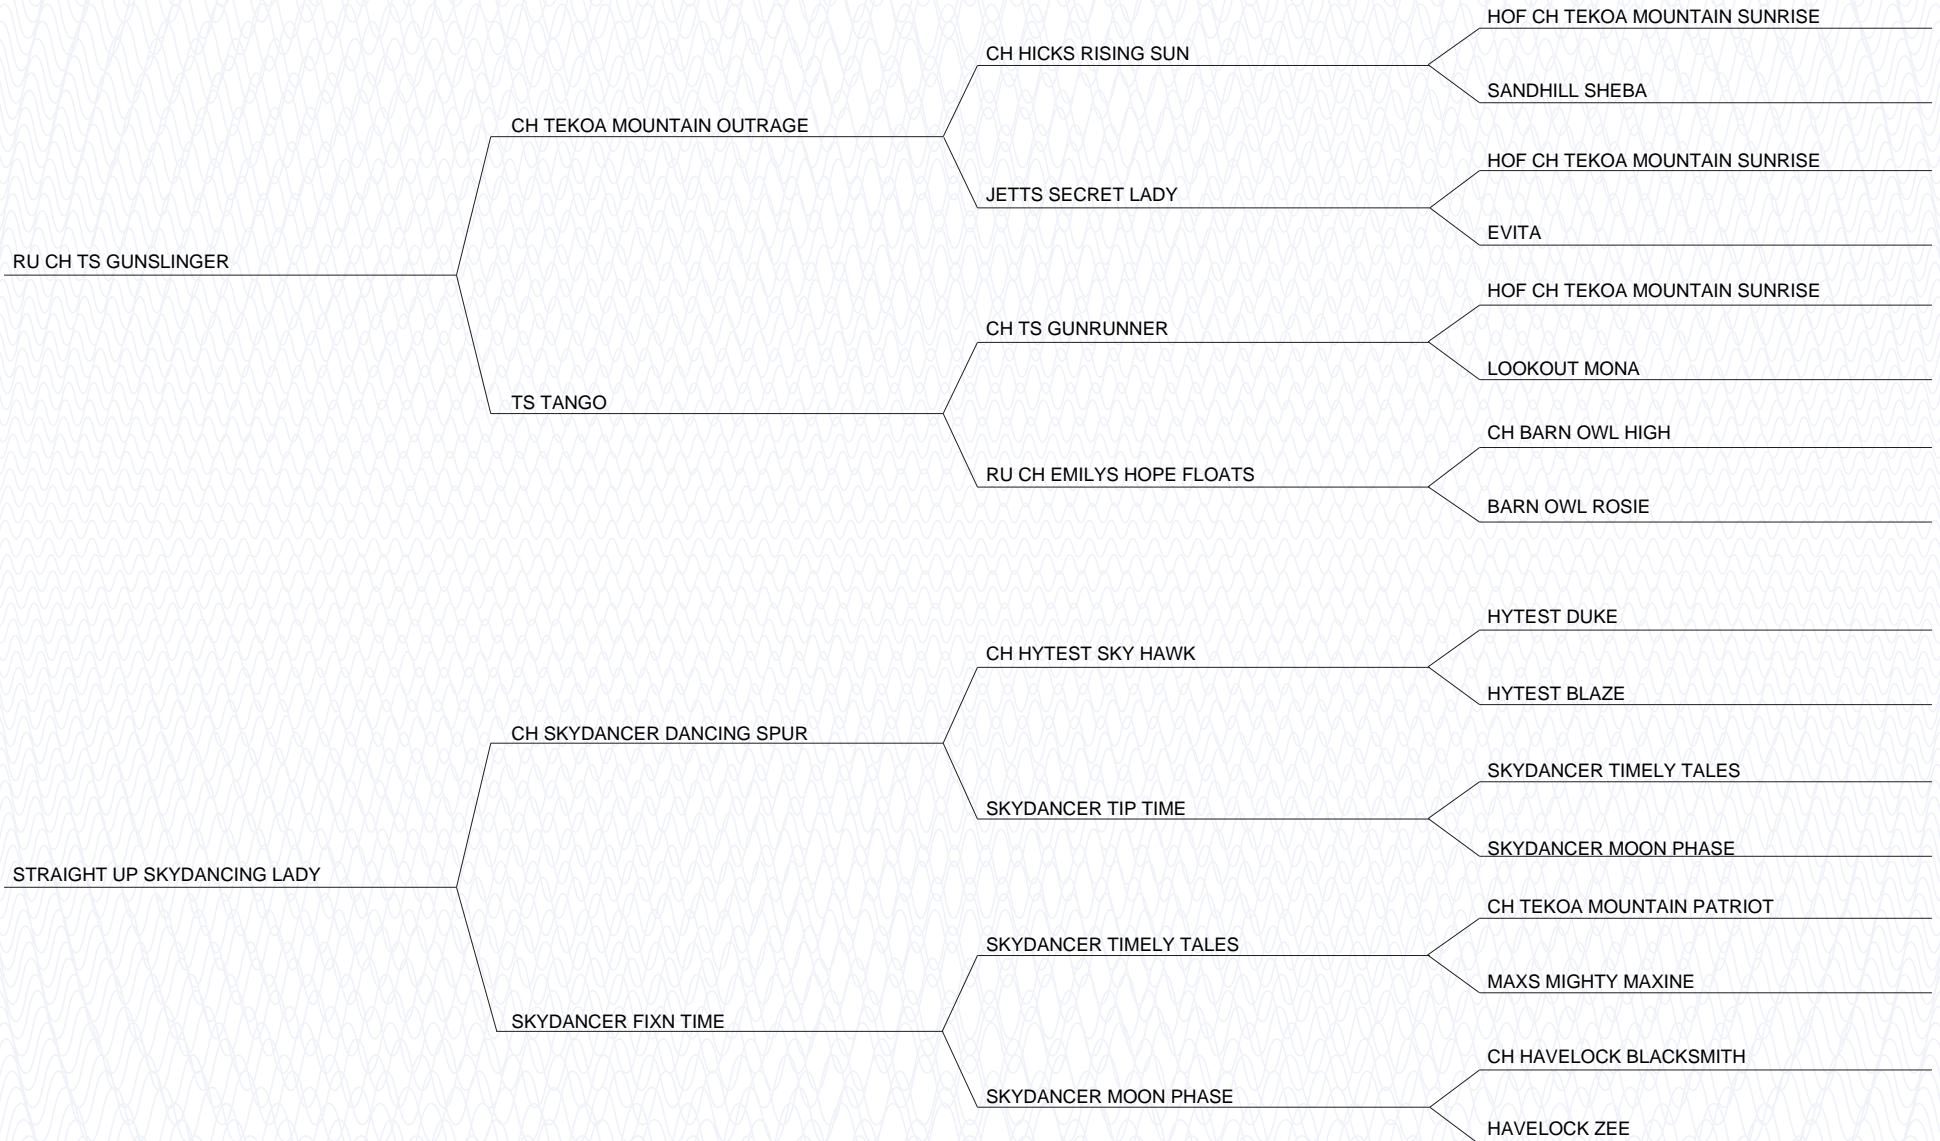 HOF CH TEKOA MOUNTAIN SUNRISE
CH HICKS RISING SUN
SANDHILL SHEBA
CH TEKOA MOUNTAIN OUTRAGE
HOF CH TEKOA MOUNTAIN SUNRISE
JETTS SECRET LADY
EVITA
RU CH TS GUNSLINGER
HOF CH TEKOA MOUNTAIN SUNRISE
CH TS GUNRUNNER
LOOKOUT MONA
TS TANGO
CH BARN OWL HIGH
RU CH EMILYS HOPE FLOATS
BARN OWL ROSIE
HYTEST DUKE
CH HYTEST SKY HAWK
HYTEST BLAZE
CH SKYDANCER DANCING SPUR
SKYDANCER TIMELY TALES
SKYDANCER TIP TIME
SKYDANCER MOON PHASE
STRAIGHT UP SKYDANCING LADY
CH TEKOA MOUNTAIN PATRIOT
SKYDANCER TIMELY TALES
MAXS MIGHTY MAXINE
SKYDANCER FIXN TIME
CH HAVELOCK BLACKSMITH
SKYDANCER MOON PHASE
HAVELOCK ZEE